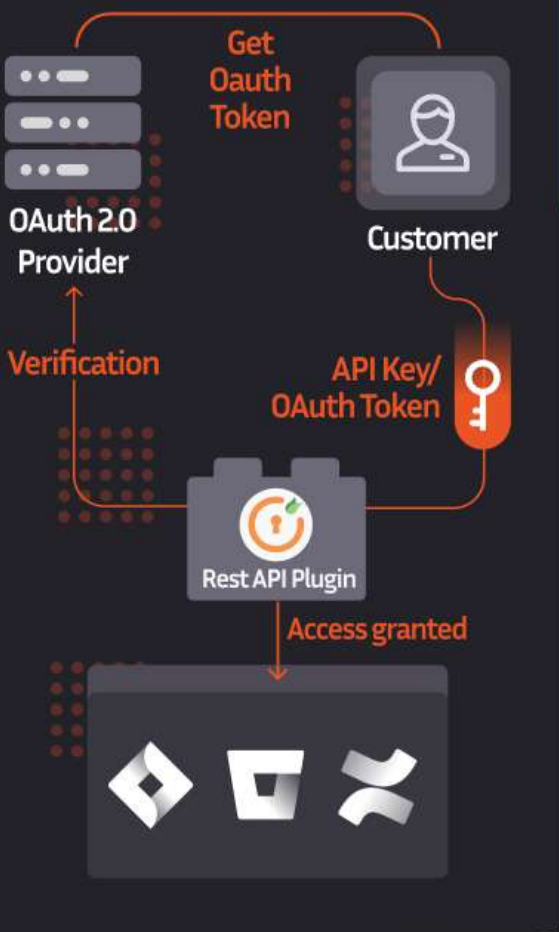 Get
Oauth
Token
OAuth 2.0
Provider
Customer
Verification
API Key/
OAuth Token
Rest API Plugin
Access granted